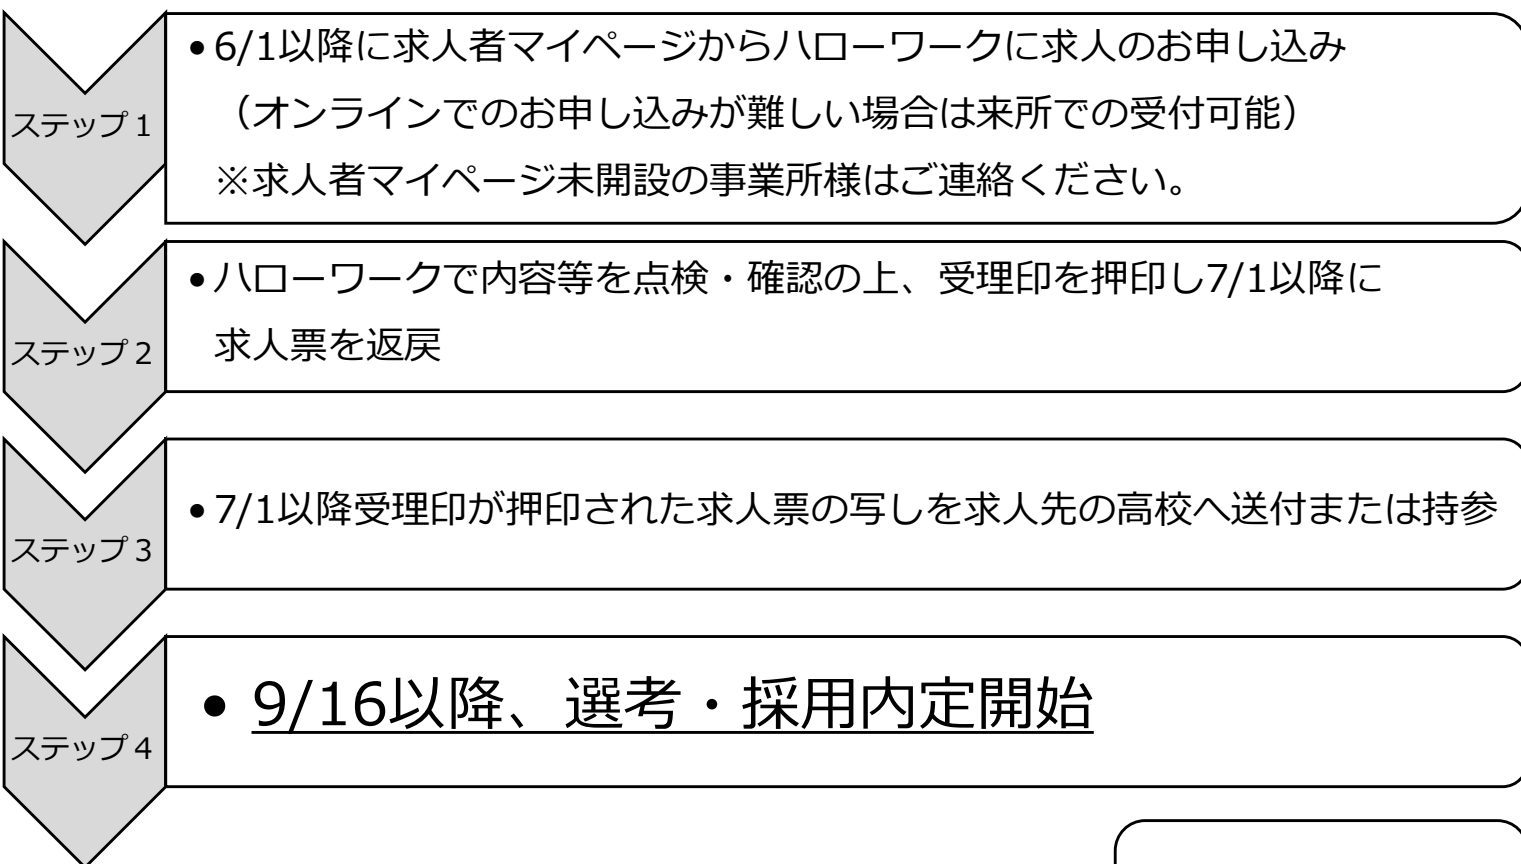 ステップ１
•6/1以降に求人者マイページからハローワークに求人のお申し込み
（オンラインでのお申し込みが難しい場合は来所での受付可能）
※求人者マイページ未開設の事業所様はご連絡ください。
ステップ２
•ハローワークで内容等を点検・確認の上、受理印を押印し7/1以降に
求人票を返戻
ステップ３
•7/1以降受理印が押印された求人票の写しを求人先の高校へ送付または持参
ステップ４
• 9/16以降、選考・採用内定開始